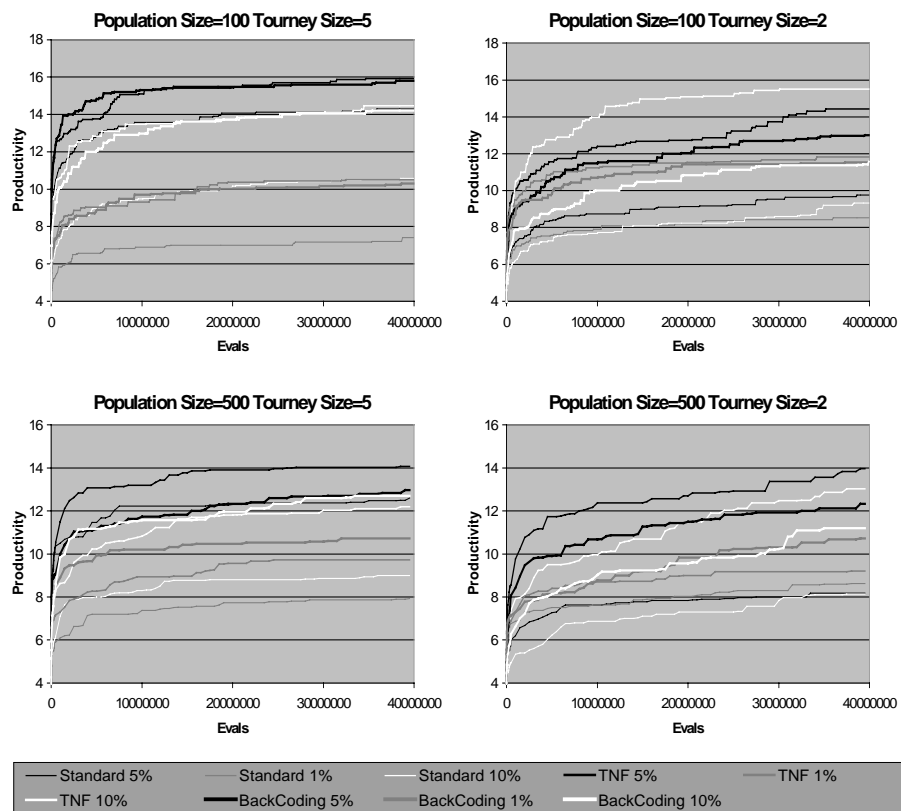 Population Size=100 Tourney Size=5
18
16
14
12
10
8
6
4
Productivity
0 10000000 20000000 30000000 40000000
Evals
Population Size=100 Tourney Size=2
18
16
14
12
10
8
6
4
Productivity
0 10000000 20000000 30000000 40000000
Evals
Population Size=500 Tourney Size=5
16
14
12
10
8
6
4
Productivity
0 10000000 20000000 30000000 40000000
Evals
Population Size=500 Tourney Size=2
16
14
12
10
8
6
4
Productivity
0 10000000 20000000 30000000 40000000
Evals
Standard 5% Standard 1% Standard 10% TNF 5% TNF 1%
TNF 10% BackCoding 5% BackCoding 1% BackCoding 10%